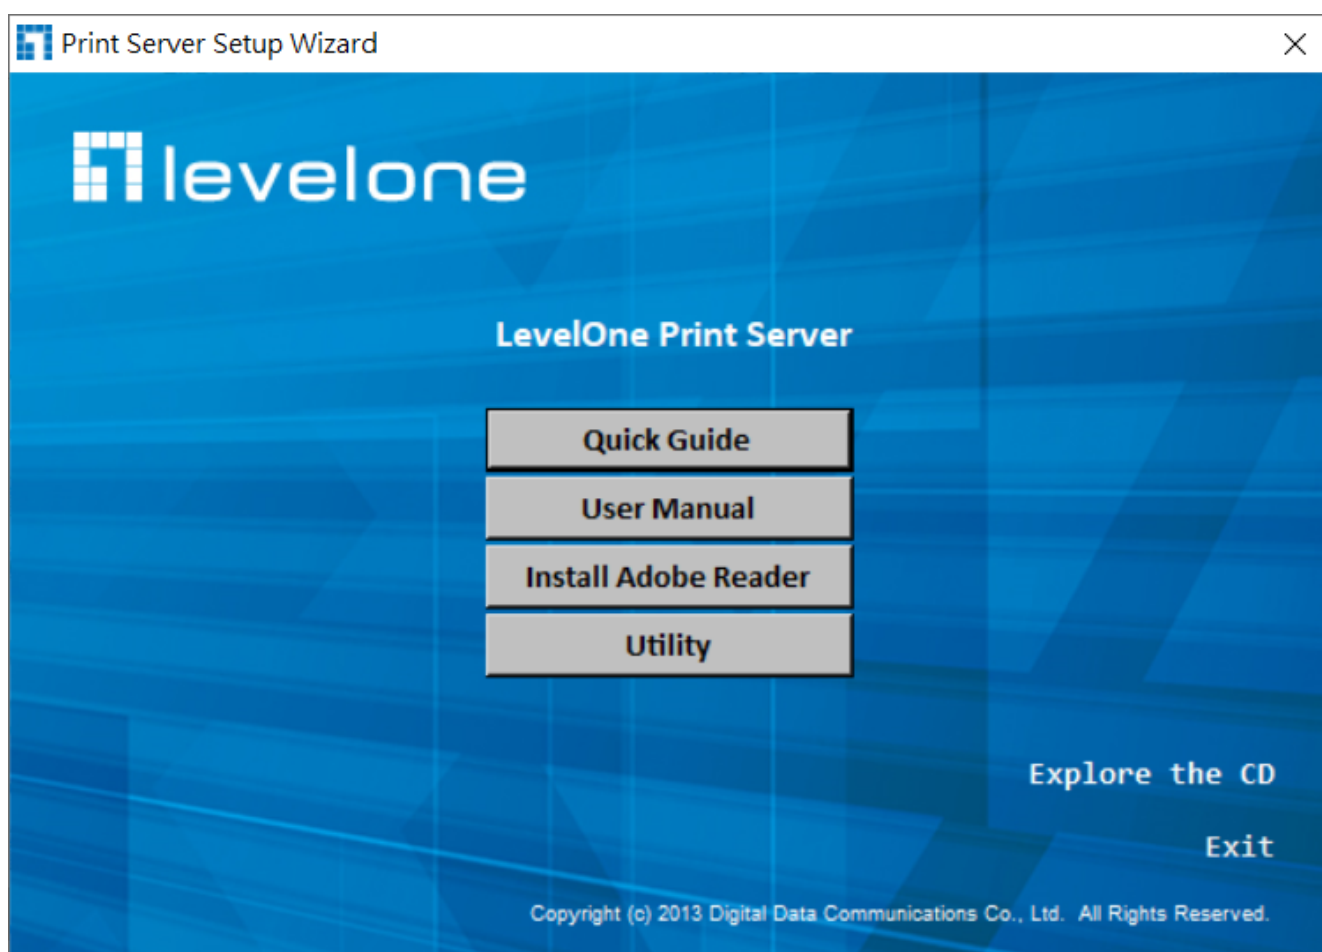 Print Server Setup Wizard
levelone
LevelOne Print Server
Quick Guide
User Manual
Install Adobe Reader
Utility
Explore the CD
Exit
Copyright (c) 2013 Digital Data Communications Co., Ltd. All Rights Reserved.